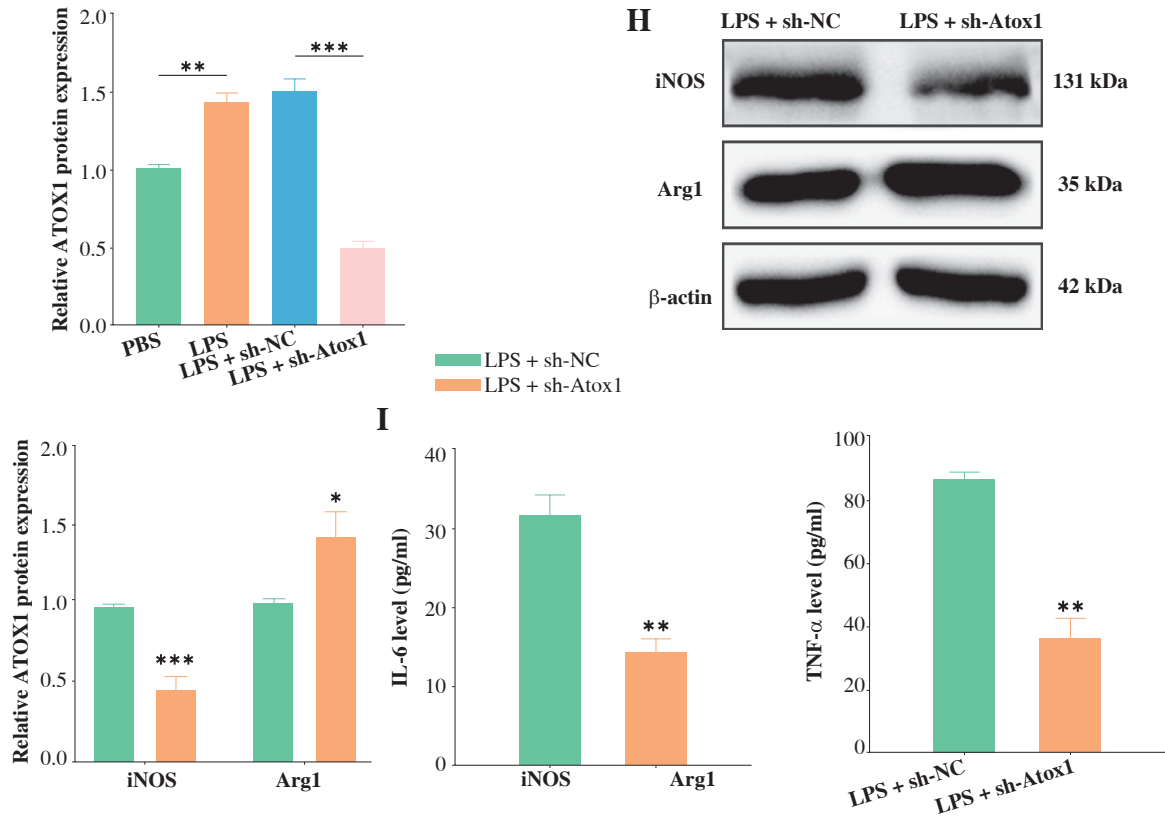 Relative ATOX1 protein expression
2.0
1.5
1.0
0.5
0.0
**
***
PBS
LPS
LPS + sh-NC
LPS + sh-Atox1
H
LPS + sh-NC LPS + sh-Atox1
iNOS 131 kDa
Arg1 35 kDa
β-actin 42 kDa
LPS + sh-NC
LPS + sh-Atox1
Relative ATOX1 protein expression
2.0
1.5
1.0
0.5
0.0
***
*
iNOS Arg1
I
IL-6 level (pg/ml)
40
30
20
10
0
**
iNOS Arg1
TNF-α level (pg/ml)
100
80
60
40
20
0
**
LPS + sh-NC
LPS + sh-Atox1